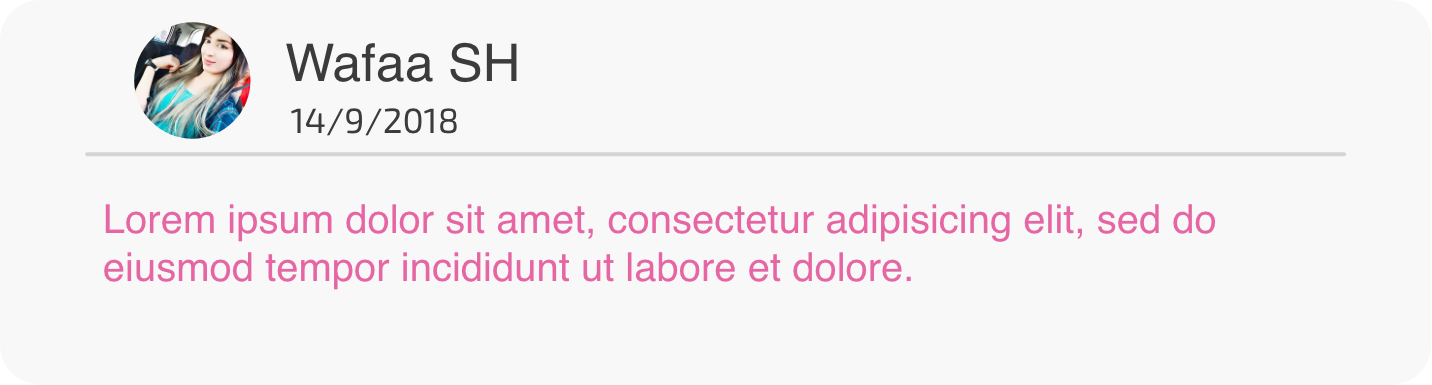 Wafaa SH
14/9/2018
Lorem ipsum dolor sit amet, consectetur adipisicing elit, sed do
eiusmod tempor incididunt ut labore et dolore.